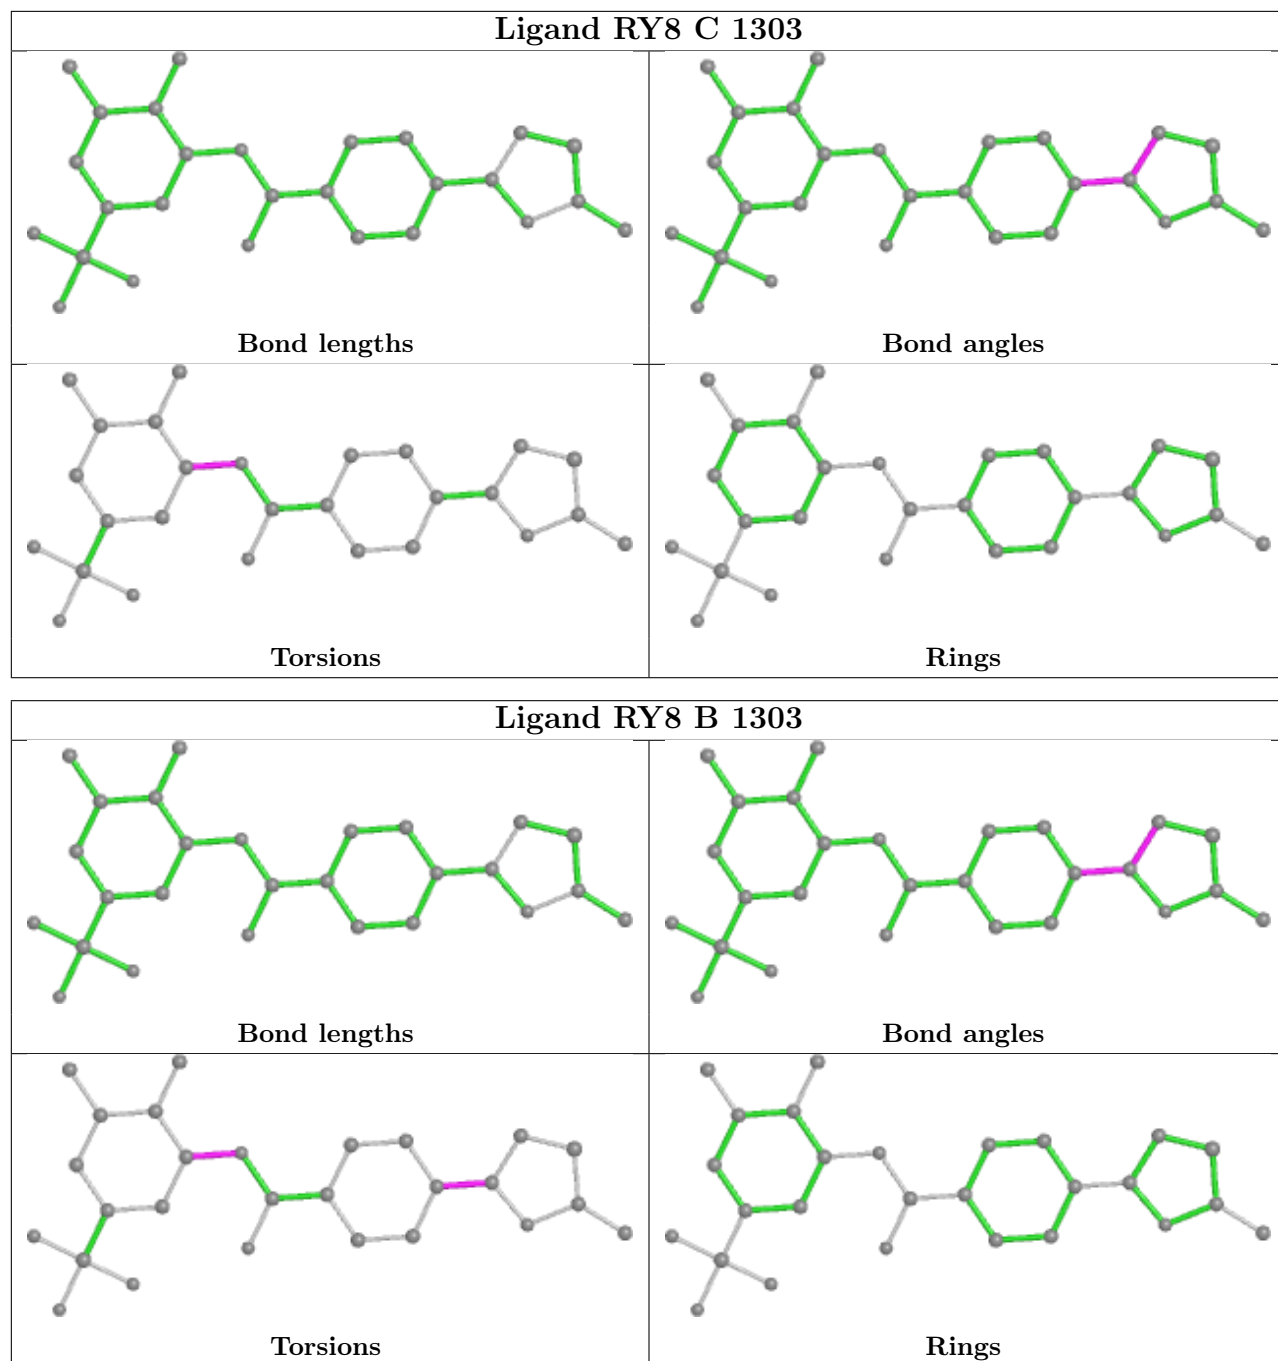 Ligand RY8 C 1303
Bond lengths
Bond angles
Torsions
Rings
Ligand RY8 B 1303
Bond lengths
Bond angles
Torsions
Rings